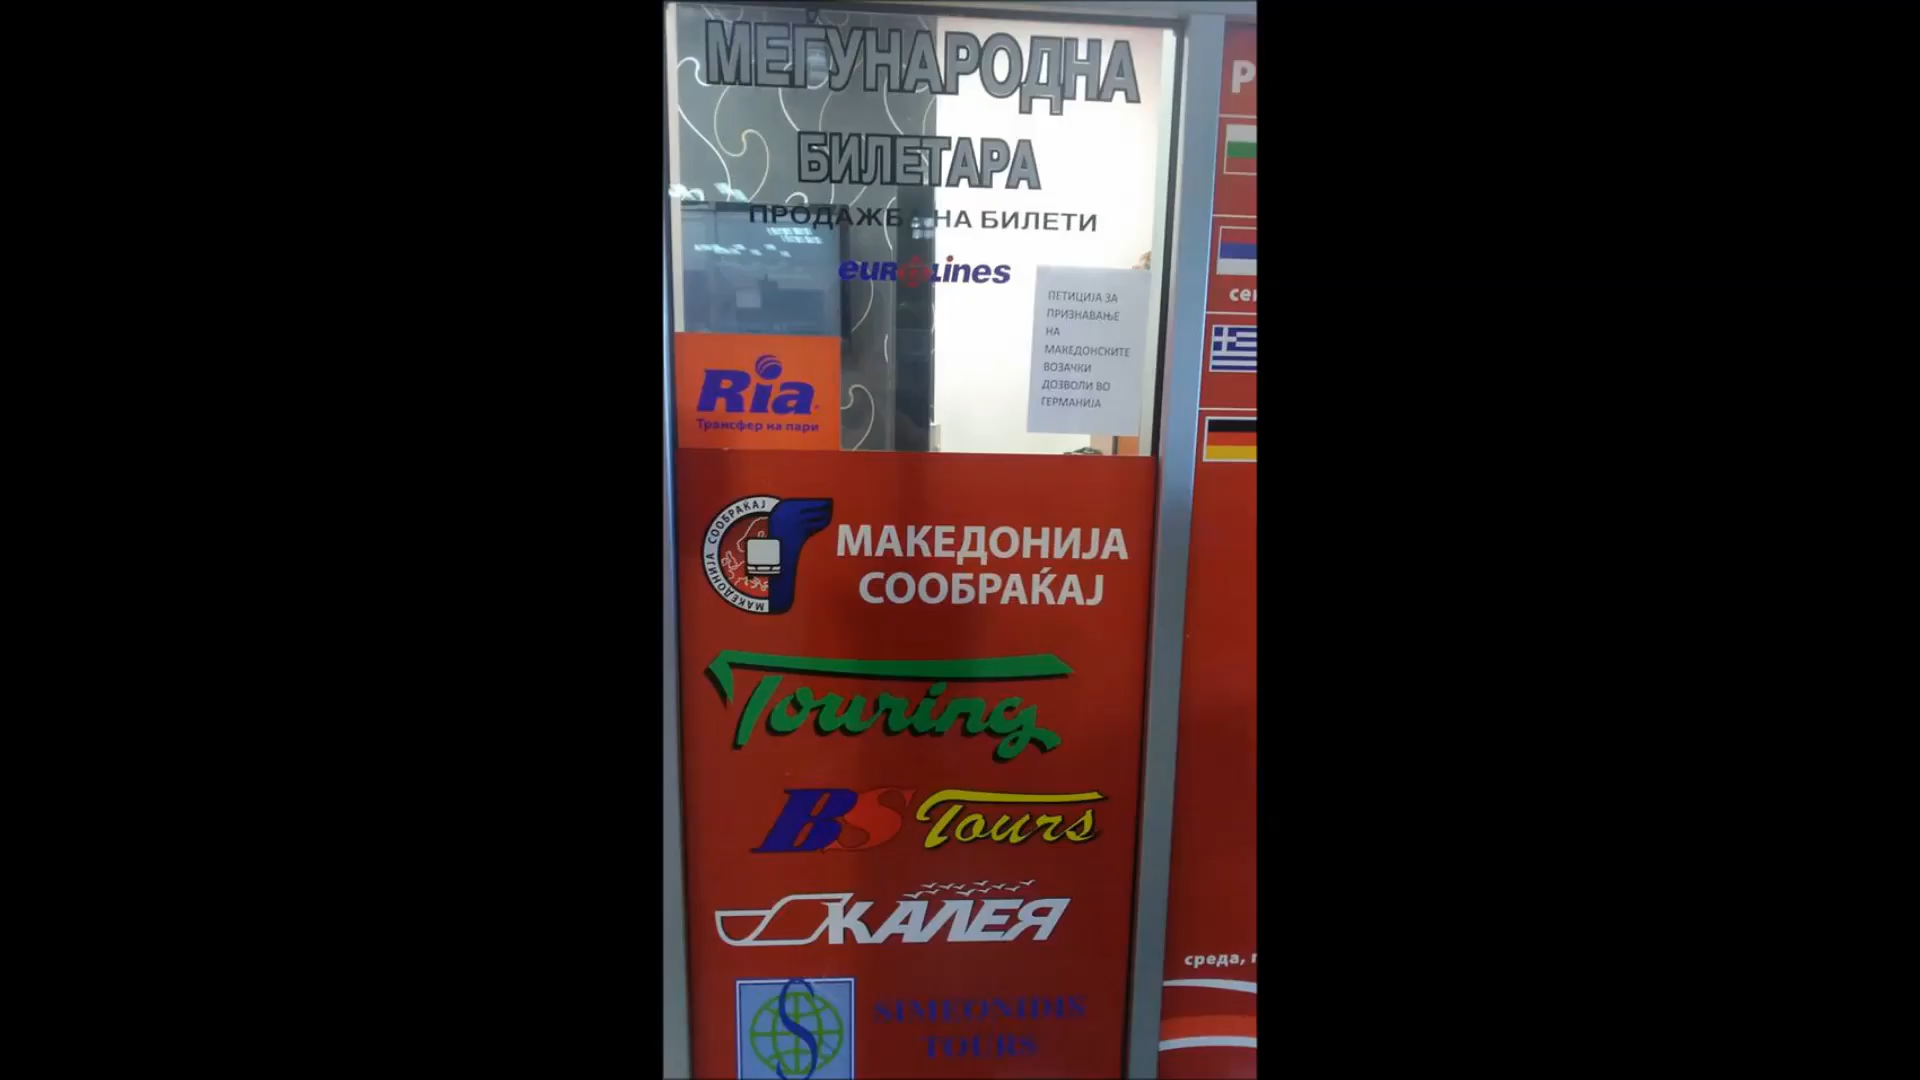 МЕЃУНАРОДНА
БИЛЕТАРА
ПРОДАЖБА НА БИЛЕТИ
eurolines
ПЕТИЦИЈА ЗА
ПРИЗНАВАЊЕ
НА
МАКЕДОНСКИТЕ
ВОЗАЧКИ
ДОЗВОЛИ ВО
ГЕРМАНИЈА
Ria
Трансфер на пари
МАКЕДОНИЈА СООБРАЌАЈ
МАКЕДОНИЈА
СООБРАЌАЈ
Touring
BS Tours
КАЛЕЯ
SIMEONIDIS
TOURS
среда,